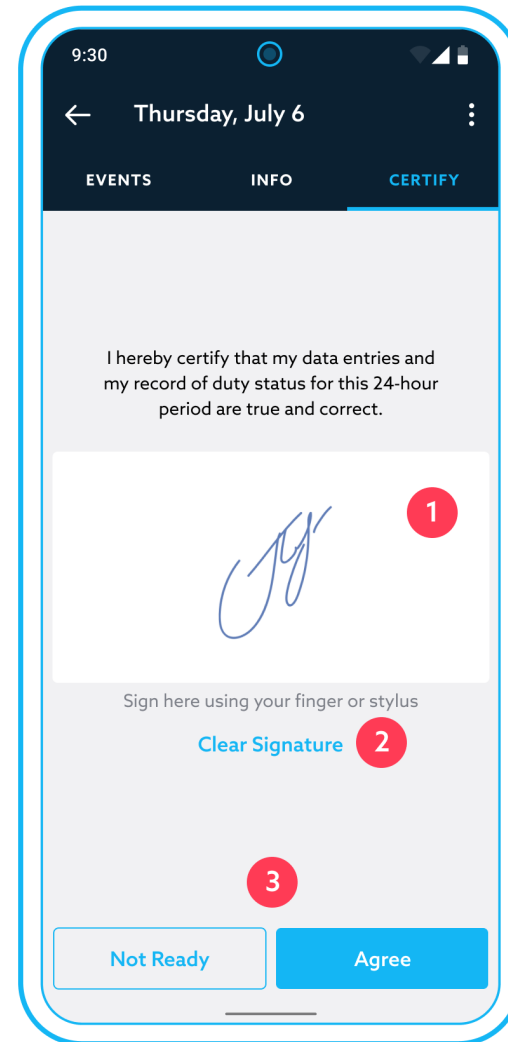 9:30
Thursday, July 6
EVENTS INFO CERTIFY
I hereby certify that my data entries and
my record of duty status for this 24-hour
period are true and correct.
1
Sign here using your finger or stylus
Clear Signature 2
3
Not Ready Agree